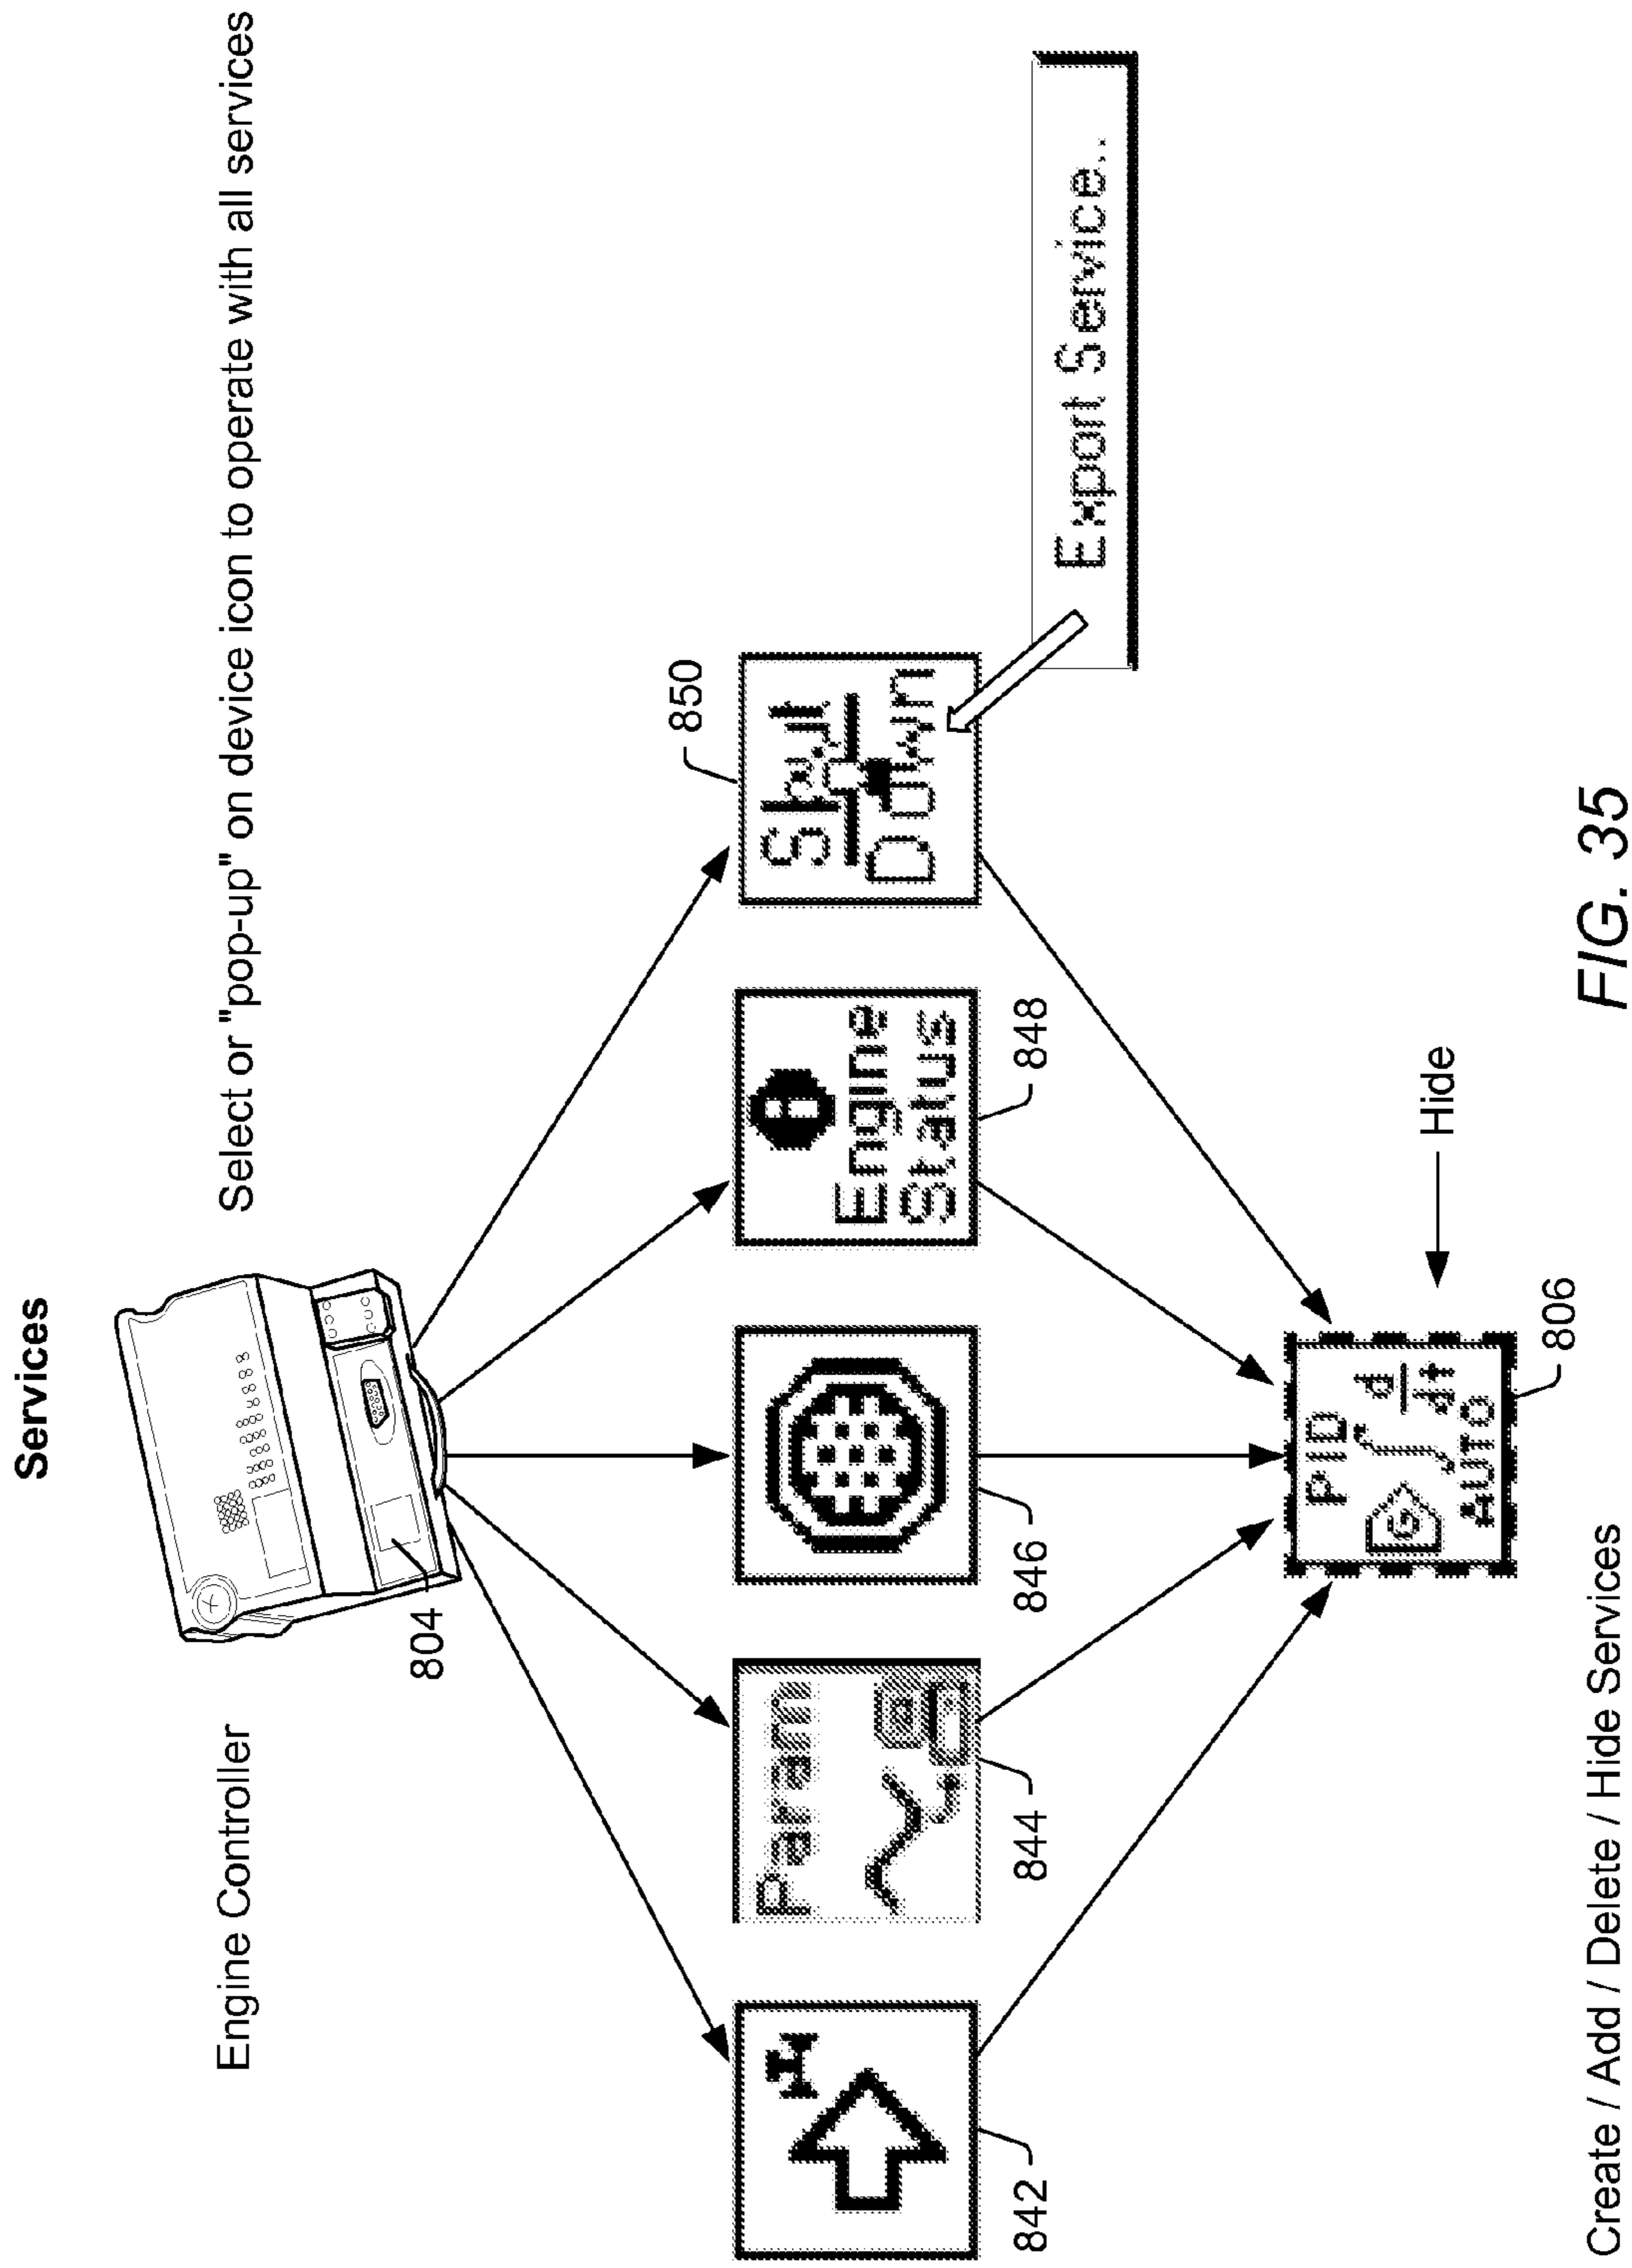 Services
Engine Controller
Select or "pop-up" on device icon to operate with all services
804
842
Param
844
846
Engine
Status
848
Shut
Down
850
Export Service..
PID
G
d
dt
AUTO
806
Hide
Create / Add / Delete / Hide Services
FIG. 35